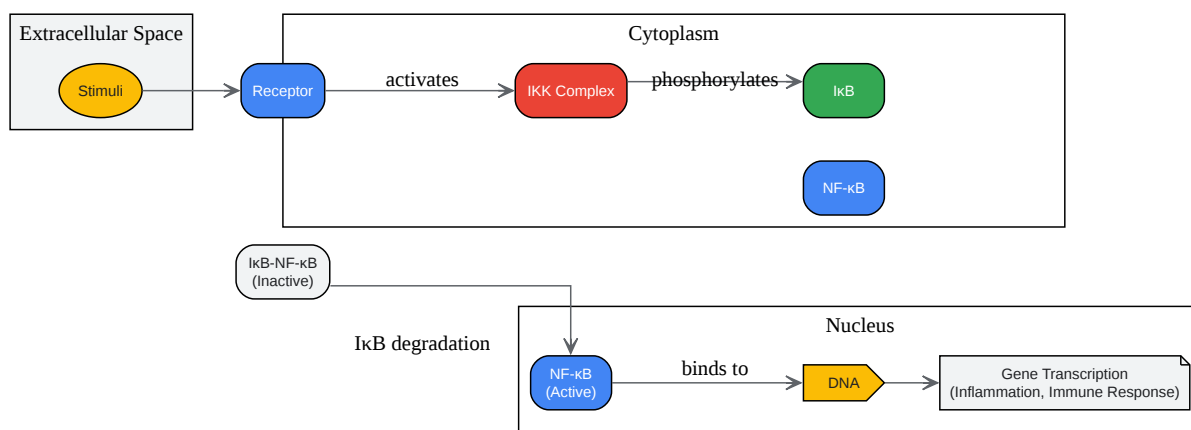 Extracellular Space
Cytoplasm
Stimuli
Receptor
activates
IKK Complex
phosphorylates
IκB
NF-κB
IκB-NF-κB
(Inactive)
IκB degradation
Nucleus
NF-κB
(Active)
binds to
DNA
Gene Transcription
(Inflammation, Immune Response)